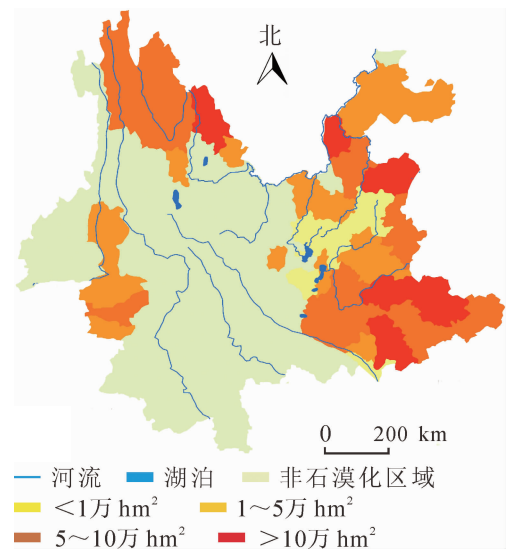 北
0 200 km
河流 湖泊 非石漠化区域
<1万 hm² 1~5万 hm²
5~10万 hm² >10万 hm²